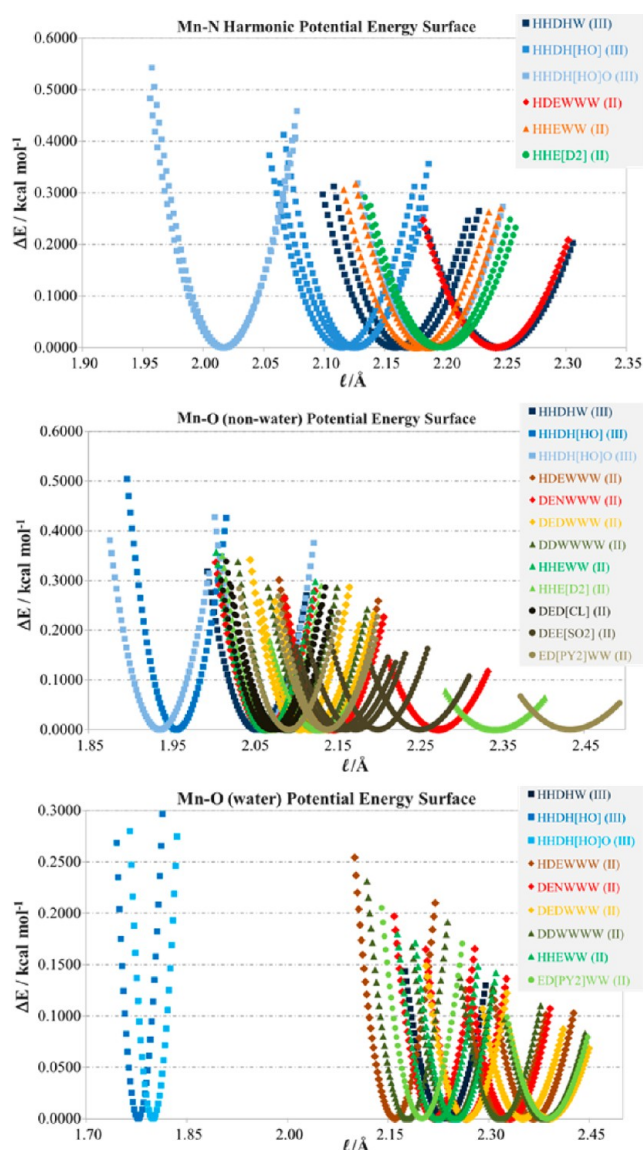 Mn-N Harmonic Potential Energy Surface
0.6000
0.5000
0.4000
0.3000
0.2000
0.1000
0.0000
ΔE / kcal mol⁻¹
1.90
1.95
2.00
2.05
2.10
2.15
2.20
2.25
2.30
2.35
ℓ/Å
HHDHW (III)
HHDH[HO] (III)
HHDH[HO]O (III)
HDEWWW (II)
HHEWW (II)
HHE[D2] (II)
Mn-O (non-water) Potential Energy Surface
0.6000
0.5000
0.4000
0.3000
0.2000
0.1000
0.0000
ΔE / kcal mol⁻¹
1.85
1.95
2.05
2.15
2.25
2.35
2.45
ℓ/Å
HHDHW (III)
HHDH[HO] (III)
HHDH[HO]O (III)
HDEWWW (II)
DENWWW (II)
DEDWWW (II)
DDWWWW (II)
HHEWW (II)
HHE[D2] (II)
DED[CL] (II)
DEE[SO2] (II)
ED[PY2]WW (II)
Mn-O (water) Potential Energy Surface
0.3000
0.2500
0.2000
0.1500
0.1000
0.0500
0.0000
ΔE / kcal mol⁻¹
1.70
1.85
2.00
2.15
2.30
2.45
ℓ/Å
HHDHW (III)
HHDH[HO] (III)
HHDH[HO]O (III)
HDEWWW (II)
DENWWW (II)
DEDWWW (II)
DDWWWW (II)
HHEWW (II)
ED[PY2]WW (II)